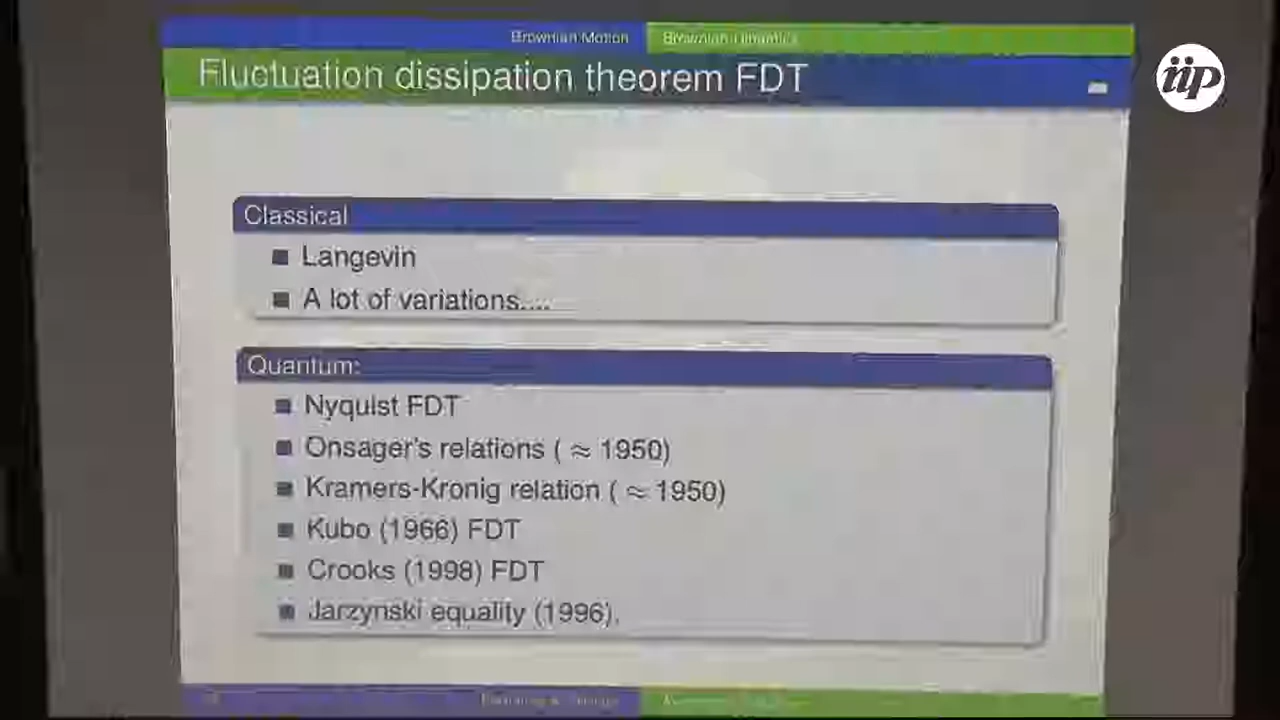 Brownian Motion
Fluctuation dissipation theorem FDT
iip
Classical
Langevin
A lot of variations....
Quantum:
Nyquist FDT
Onsager's relations ( ≈ 1950)
Kramers-Kronig relation ( ≈ 1950)
Kubo (1966) FDT
Crooks (1998) FDT
Jarzynski equality (1996).